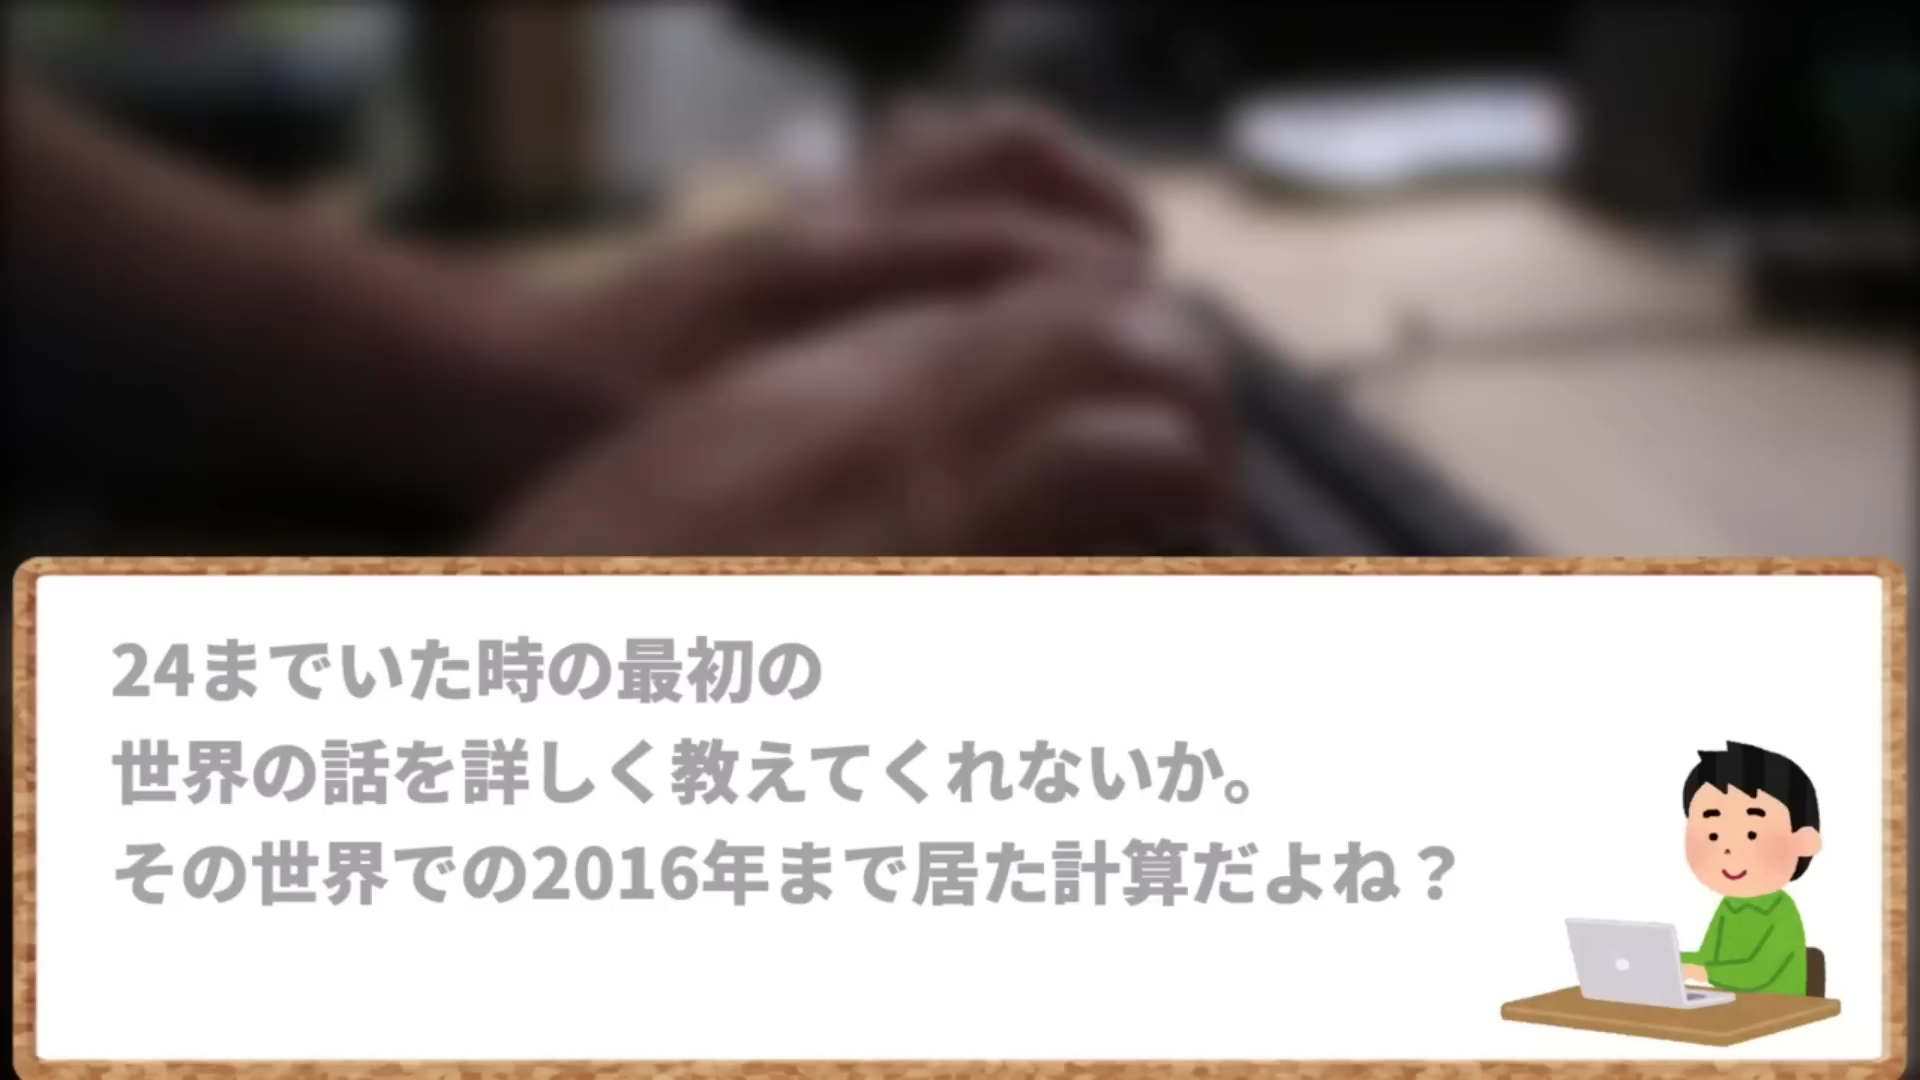 24までいた時の最初の
世界の話を詳しく教えてくれないか。
その世界での2016年まで居た計算だよね？